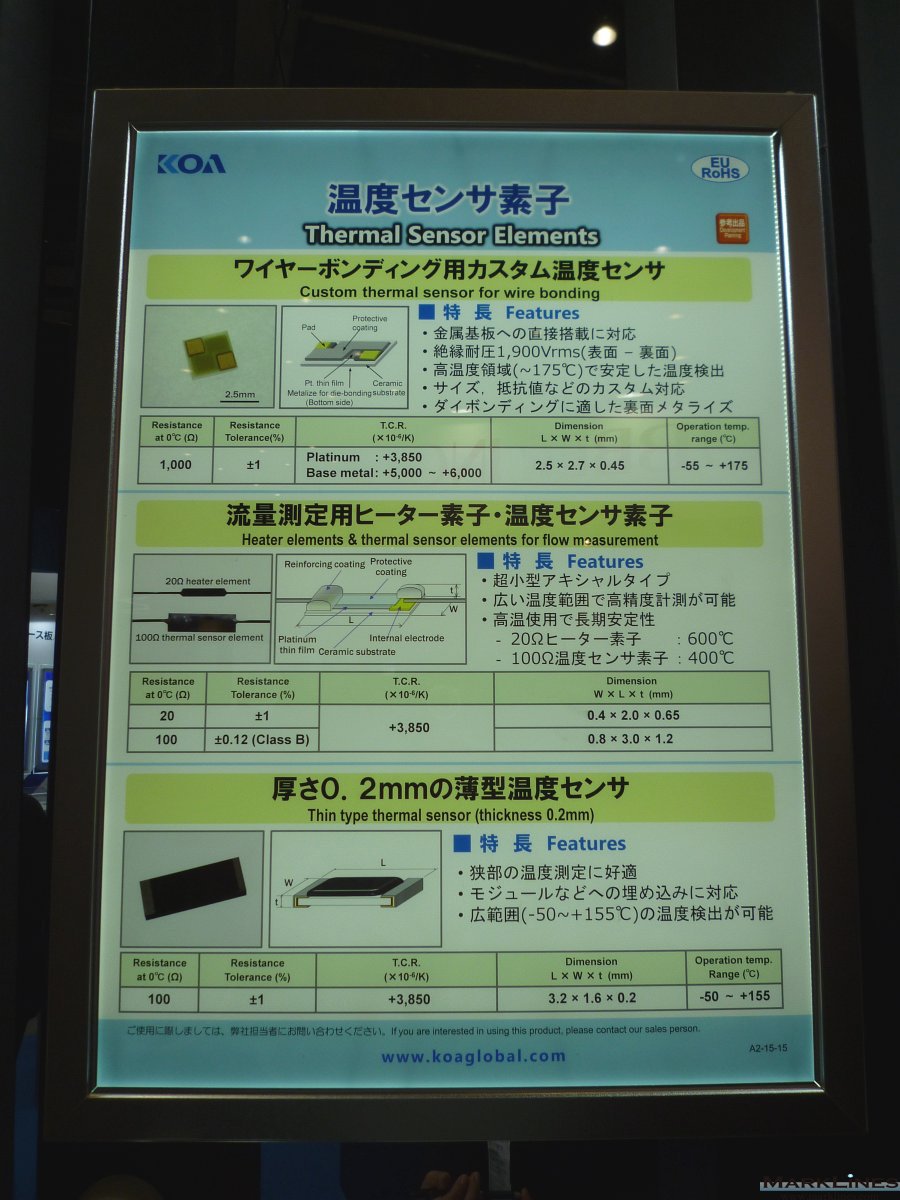 KOA
EU
RoHS
温度センサ素子
Thermal Sensor Elements
参考出品
Development
Planning
ワイヤーボンディング用カスタム温度センサ
Custom thermal sensor for wire bonding
2.5mm
Pad
Protective
coating
Pt. thin film
Ceramic
substrate
Metalize for die-bonding
(Bottom side)
■ 特 長 Features
・金属基板への直接搭載に対応
・絶縁耐圧1,900Vrms(表面 – 裏面)
・高温度領域(~175℃)で安定した温度検出
・サイズ，抵抗値などのカスタム対応
・ダイボンディングに適した裏面メタライズ
Resistance
at 0℃ (Ω)
Resistance
Tolerance(%)
T.C.R.
(×10⁻⁶/K)
Dimension
L × W × t (mm)
Operation temp.
range (℃)
1,000
±1
Platinum : +3,850
Base metal: +5,000 ~ +6,000
2.5 × 2.7 × 0.45
-55 ~ +175
流量測定用ヒーター素子・温度センサ素子
Heater elements & thermal sensor elements for flow measurement
20Ω heater element
100Ω thermal sensor element
Reinforcing coating
Protective
coating
t
W
L
Platinum
thin film
Ceramic substrate
Internal electrode
■ 特 長 Features
・超小型アキシャルタイプ
・広い温度範囲で高精度計測が可能
・高温使用で長期安定性
- 20Ωヒーター素子 : 600℃
- 100Ω温度センサ素子 : 400℃
Resistance
at 0℃ (Ω)
Resistance
Tolerance (%)
T.C.R.
(×10⁻⁶/K)
Dimension
W × L × t (mm)
20
±1
+3,850
0.4 × 2.0 × 0.65
100
±0.12 (Class B)
0.8 × 3.0 × 1.2
厚さ0．2mmの薄型温度センサ
Thin type thermal sensor (thickness 0.2mm)
L
W
t
■ 特 長 Features
・狭部の温度測定に好適
・モジュールなどへの埋め込みに対応
・広範囲(-50~+155℃)の温度検出が可能
Resistance
at 0℃ (Ω)
Resistance
Tolerance (%)
T.C.R.
(×10⁻⁶/K)
Dimension
L × W × t (mm)
Operation temp.
Range (℃)
100
±1
+3,850
3.2 × 1.6 × 0.2
-50 ~ +155
ご使用に際しましては、弊社担当者にお問い合わせください。If you are interested in using this product, please contact our sales person.
www.koaglobal.com
A2-15-15
ース板
MARKLINES